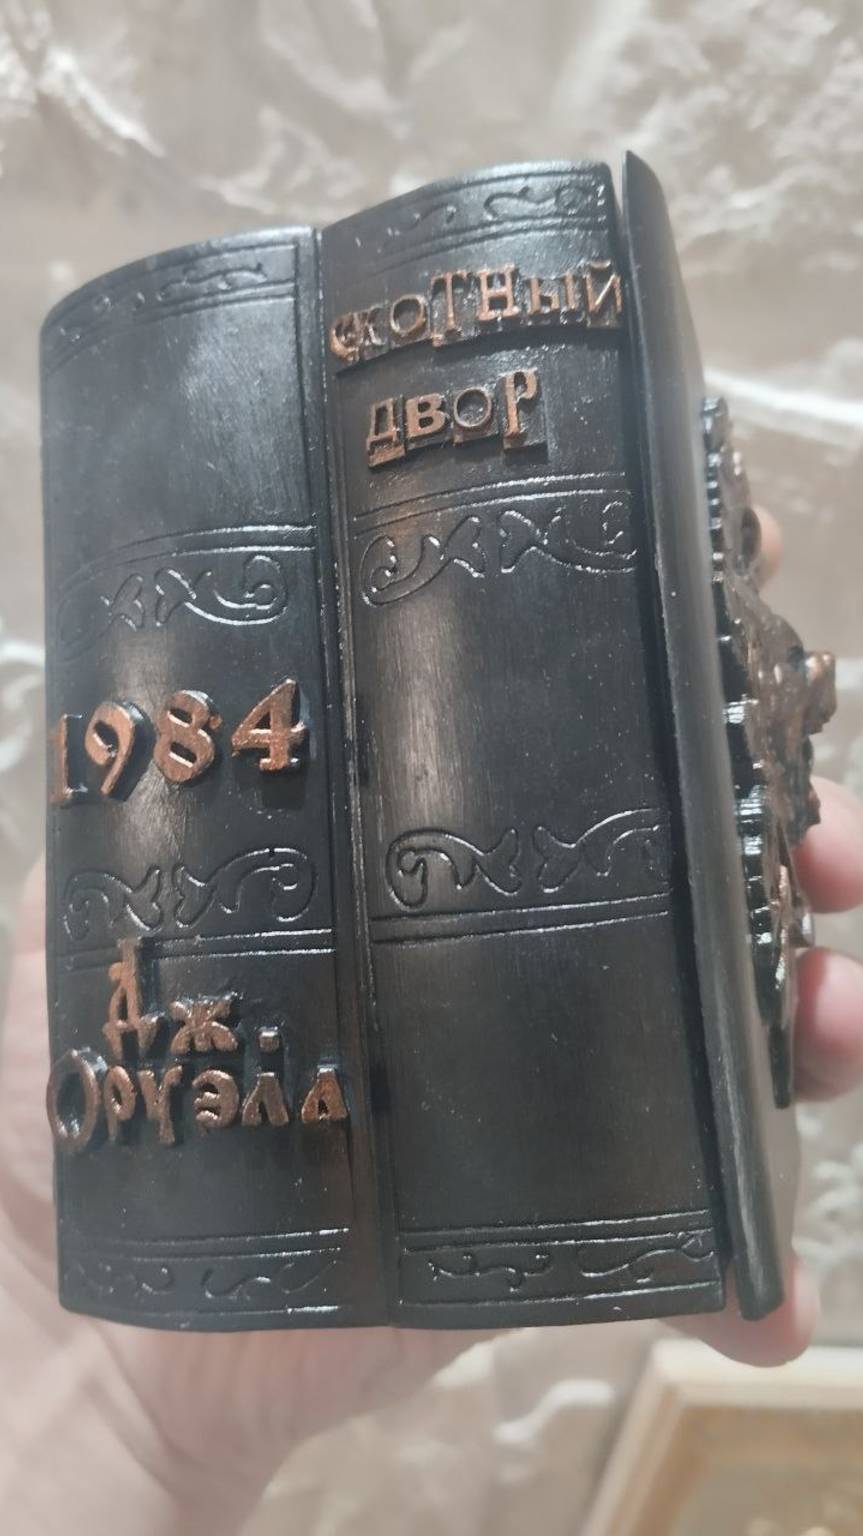 1984
Дж.
Оруэлл
Скотный
Двор